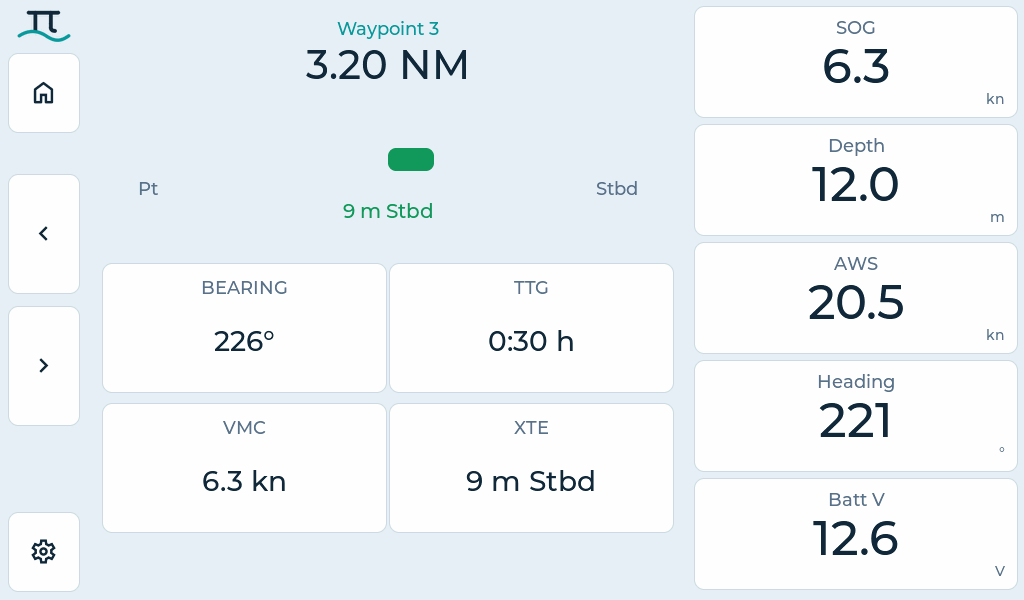 Waypoint 3
3.20 NM
Pt
Stbd
9 m Stbd
BEARING
226°
TTG
0:30 h
VMC
6.3 kn
XTE
9 m Stbd
SOG
6.3
kn
Depth
12.0
m
AWS
20.5
kn
Heading
221
°
Batt V
12.6
V